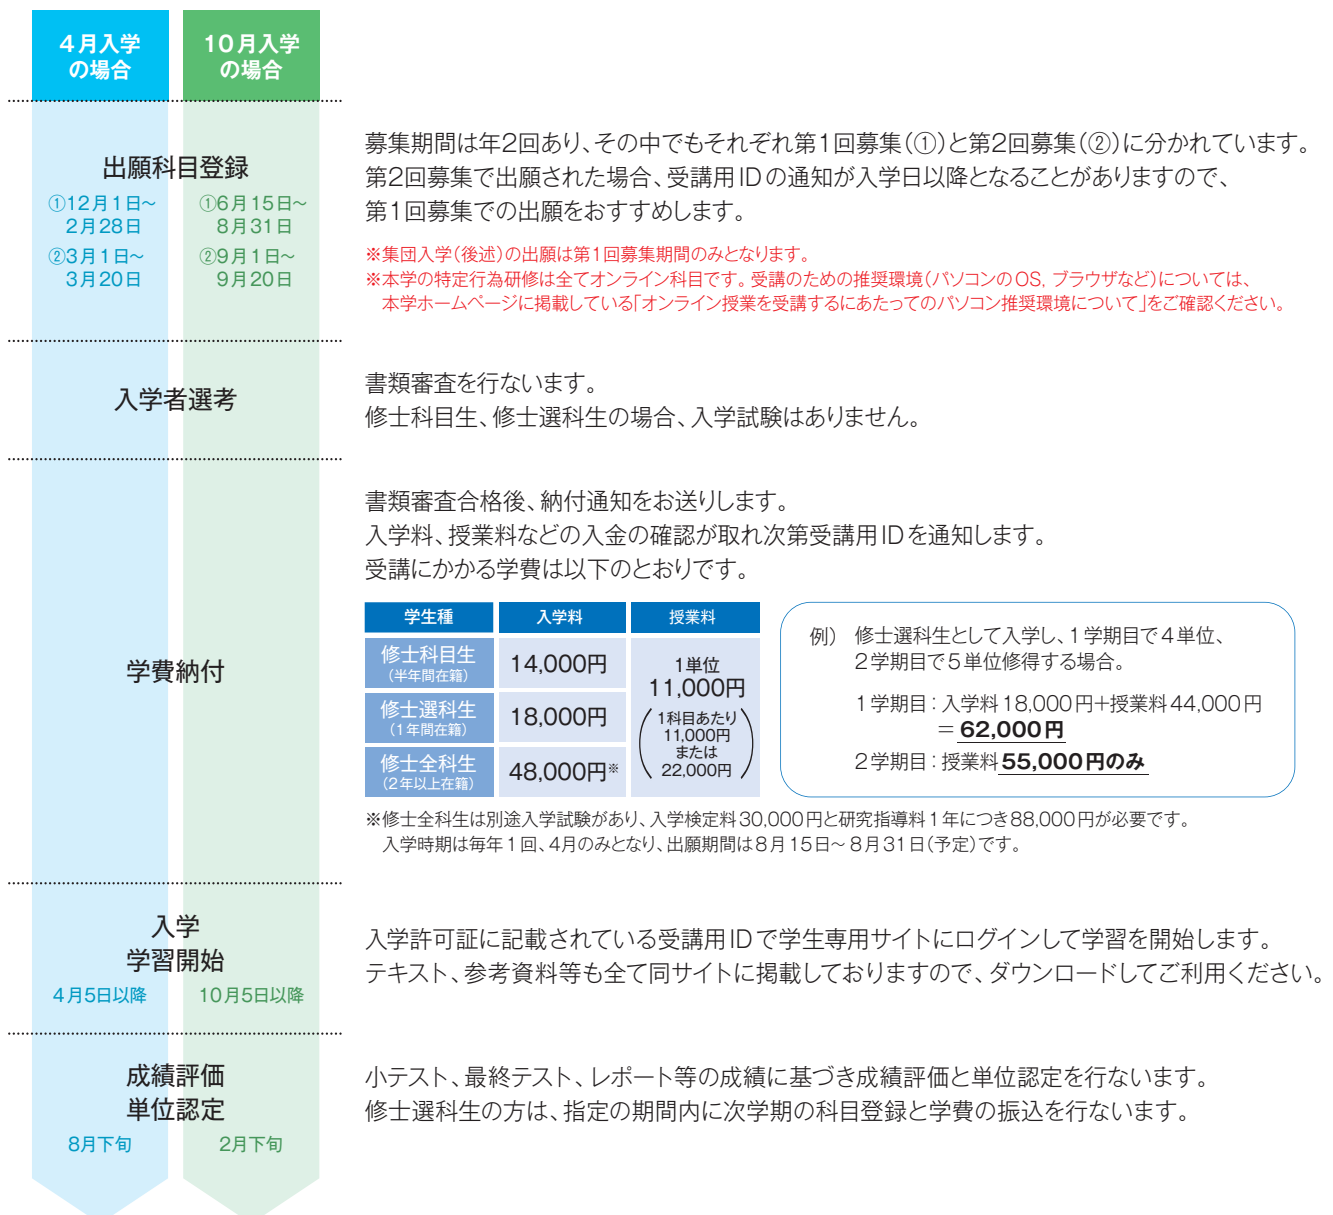 4月入学
の場合
10月入学
の場合
出願科目登録
①12月1日~
2月28日
②3月1日~
3月20日
①6月15日~
8月31日
②9月1日~
9月20日
募集期間は年2回あり、その中でもそれぞれ第1回募集(①)と第2回募集(②)に分かれています。
第2回募集で出願された場合、受講用IDの通知が入学日以降となることがありますので、
第1回募集での出願をおすすめします。
※集団入学(後述)の出願は第1回募集期間のみとなります。
※本学の特定行為研修は全てオンライン科目です。受講のための推奨環境(パソコンのOS, ブラウザなど)については、
本学ホームページに掲載している「オンライン授業を受講するにあたってのパソコン推奨環境について」をご確認ください。
入学者選考
書類審査を行ないます。
修士科目生、修士選科生の場合、入学試験はありません。
学費納付
書類審査合格後、納付通知をお送りします。
入学料、授業料などの入金の確認が取れ次第受講用IDを通知します。
受講にかかる学費は以下のとおりです。
学生種 入学料 授業料
修士科目生
(半年間在籍)
14,000円
修士選科生
(1年間在籍)
18,000円
修士全科生
(2年以上在籍)
48,000円※
1単位
11,000円
(1科目あたり
11,000円
または
22,000円)
例) 修士選科生として入学し、1学期目で4単位、
2学期目で5単位修得する場合。
1学期目:入学料18,000円+授業料44,000円
=62,000円
2学期目:授業料55,000円のみ
※修士全科生は別途入学試験があり、入学検定料30,000円と研究指導料1年につき88,000円が必要です。
入学時期は毎年1回、4月のみとなり、出願期間は8月15日~8月31日(予定)です。
入学
学習開始
4月5日以降
10月5日以降
入学許可証に記載されている受講用IDで学生専用サイトにログインして学習を開始します。
テキスト、参考資料等も全て同サイトに掲載しておりますので、ダウンロードしてご利用ください。
成績評価
単位認定
8月下旬
2月下旬
小テスト、最終テスト、レポート等の成績に基づき成績評価と単位認定を行ないます。
修士選科生の方は、指定の期間内に次学期の科目登録と学費の振込を行ないます。